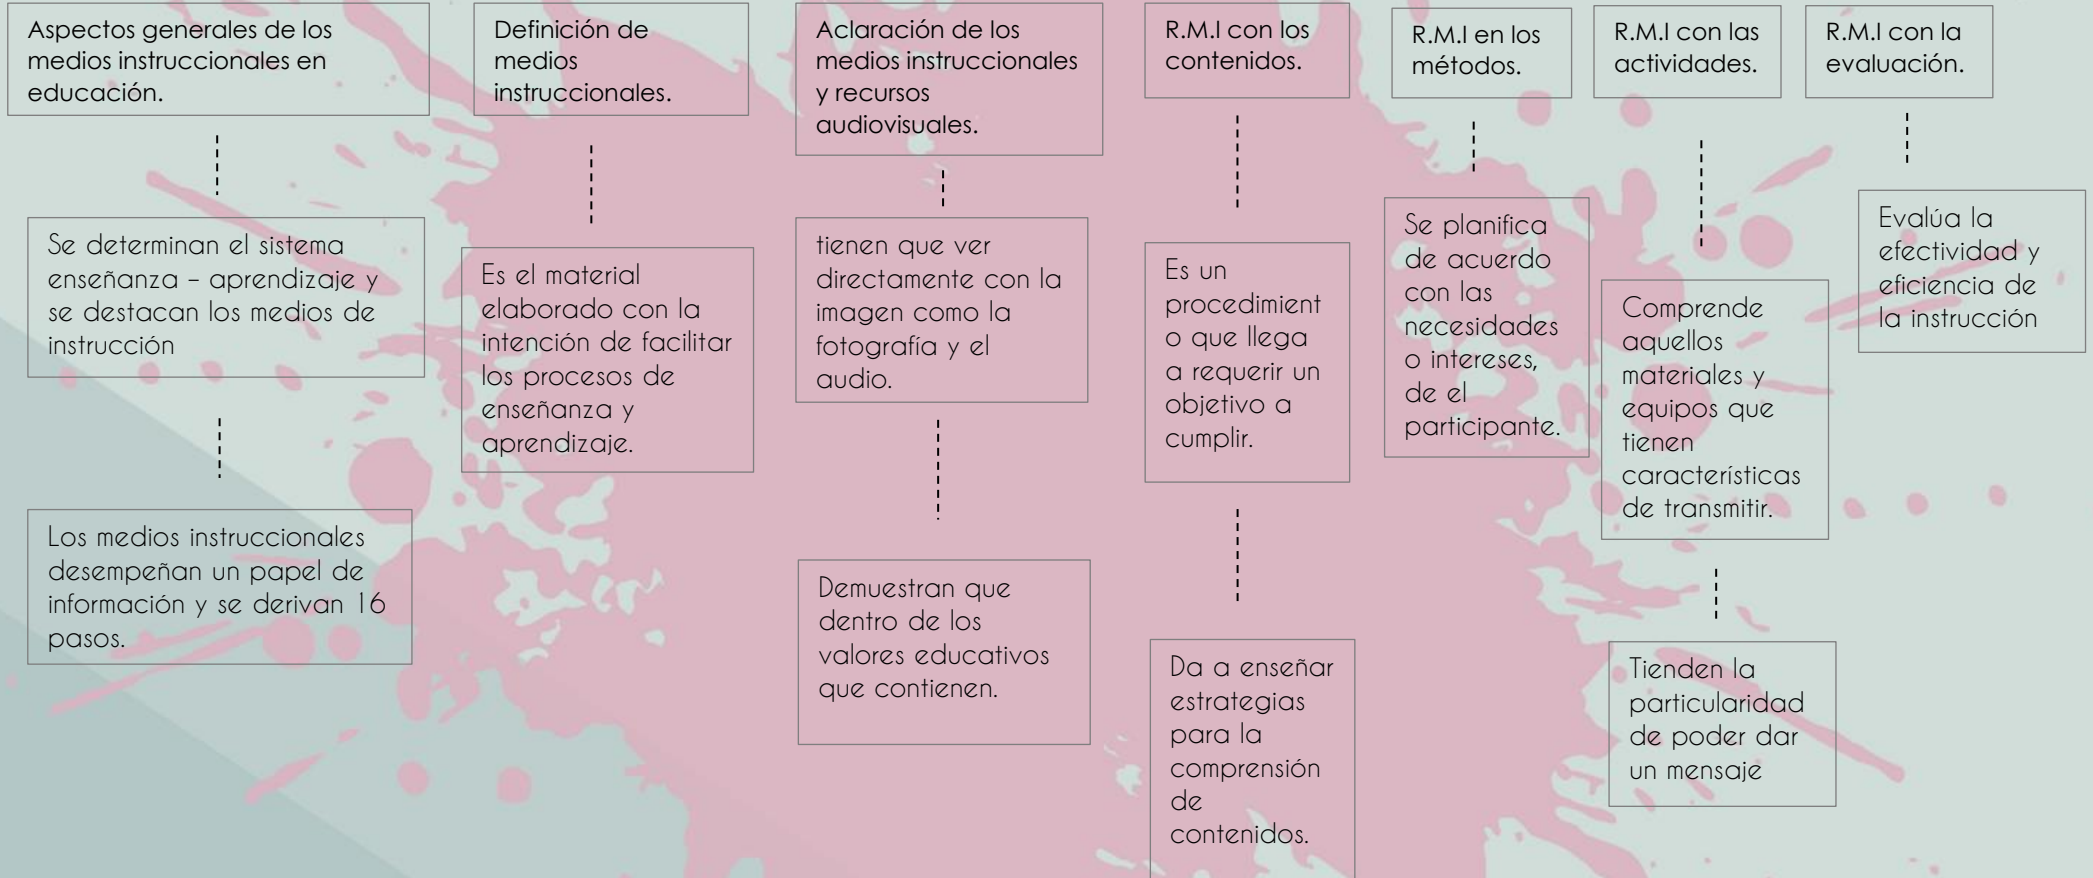 Aspectos generales de los
medios instruccionales en
educación.
Se determinan el sistema
enseñanza – aprendizaje y
se destacan los medios de
instrucción
Los medios instruccionales
desempeñan un papel de
información y se derivan 16
pasos.
Definición de
medios
instruccionales.
Es el material
elaborado con la
intención de facilitar
los procesos de
enseñanza y
aprendizaje.
Aclaración de los
medios instruccionales
y recursos
audiovisuales.
tienen que ver
directamente con la
imagen como la
fotografía y el
audio.
Demuestran que
dentro de los
valores educativos
que contienen.
R.M.I con los
contenidos.
Es un
procedimient
o que llega
a requerir un
objetivo a
cumplir.
Da a enseñar
estrategias
para la
comprensión
de
contenidos.
R.M.I en los
métodos.
Se planifica
de acuerdo
con las
necesidades
o intereses,
de el
participante.
R.M.I con las
actividades.
Comprende
aquellos
materiales y
equipos que
tienen
características
de transmitir.
Tienden la
particularidad
de poder dar
un mensaje
R.M.I con la
evaluación.
Evalúa la
efectividad y
eficiencia de
la instrucción